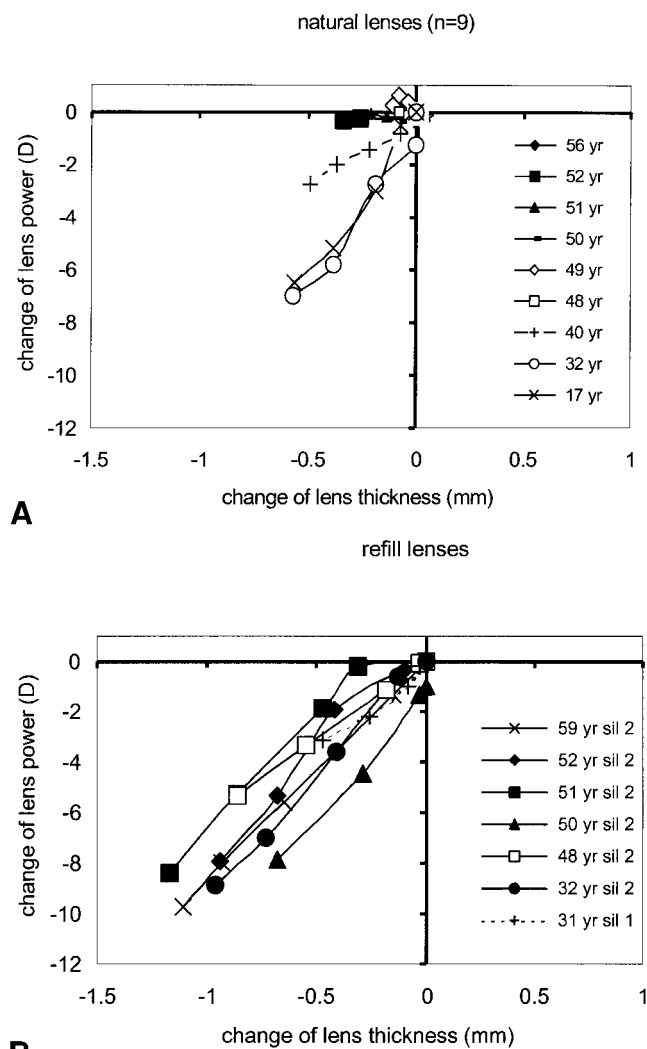 natural lenses (n=9)
0
-2
-4
-6
-8
-10
-12
change of lens power (D)
56 yr
52 yr
51 yr
50 yr
49 yr
48 yr
40 yr
32 yr
17 yr
-1.5 -1 -0.5 0 0.5 1
change of lens thickness (mm)
A
refill lenses
0
-2
-4
-6
-8
-10
-12
change of lens power (D)
59 yr sil 2
52 yr sil 2
51 yr sil 2
50 yr sil 2
48 yr sil 2
32 yr sil 2
31 yr sil 1
-1.5 -1 -0.5 0 0.5 1
change of lens thickness (mm)
B